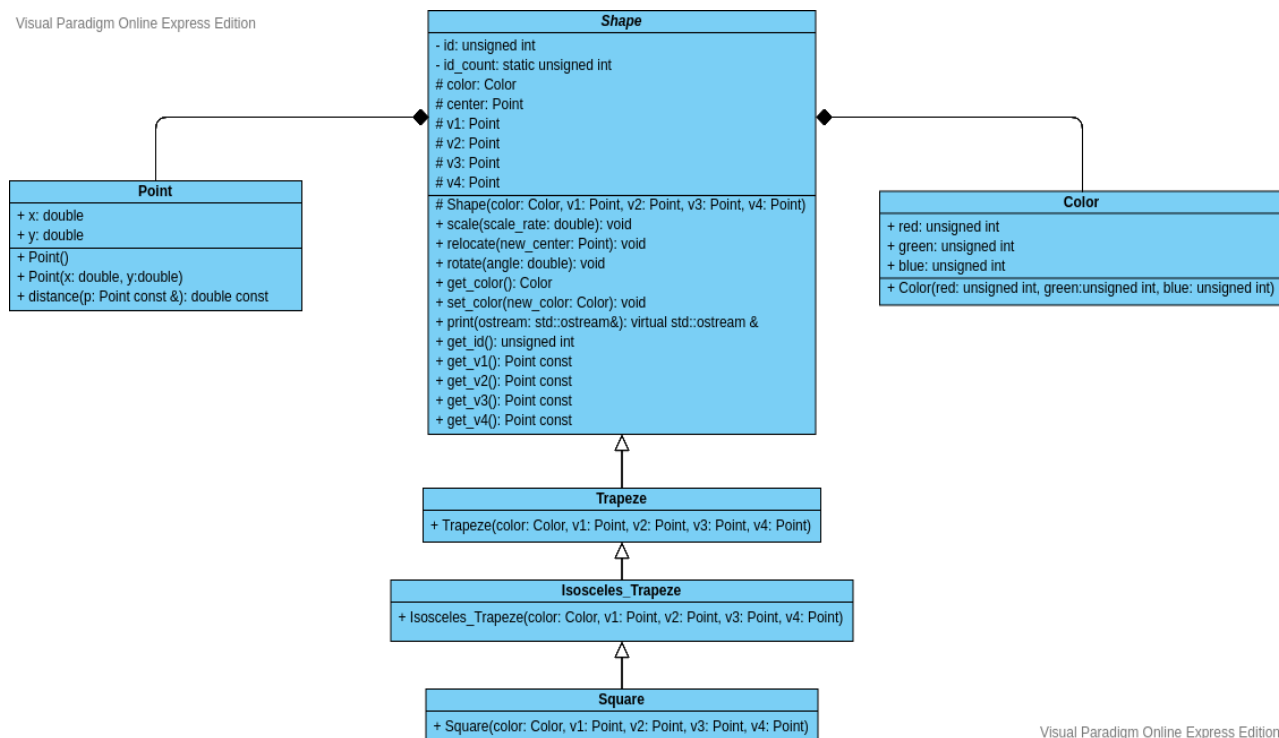 Visual Paradigm Online Express Edition
Shape
- id: unsigned int
- id_count: static unsigned int
# color: Color
# center: Point
# v1: Point
# v2: Point
# v3: Point
# v4: Point
# Shape(color: Color, v1: Point, v2: Point, v3: Point, v4: Point)
+ scale(scale_rate: double): void
+ relocate(new_center: Point): void
+ rotate(angle: double): void
+ get_color(): Color
+ set_color(new_color: Color): void
+ print(ostream: std::ostream&): virtual std::ostream &
+ get_id(): unsigned int
+ get_v1(): Point const
+ get_v2(): Point const
+ get_v3(): Point const
+ get_v4(): Point const
Point
+ x: double
+ y: double
+ Point()
+ Point(x: double, y:double)
+ distance(p: Point const &): double const
Color
+ red: unsigned int
+ green: unsigned int
+ blue: unsigned int
+ Color(red: unsigned int, green:unsigned int, blue: unsigned int)
Trapeze
+ Trapeze(color: Color, v1: Point, v2: Point, v3: Point, v4: Point)
Isosceles_Trapeze
+ Isosceles_Trapeze(color: Color, v1: Point, v2: Point, v3: Point, v4: Point)
Square
+ Square(color: Color, v1: Point, v2: Point, v3: Point, v4: Point)
Visual Paradigm Online Express Edition